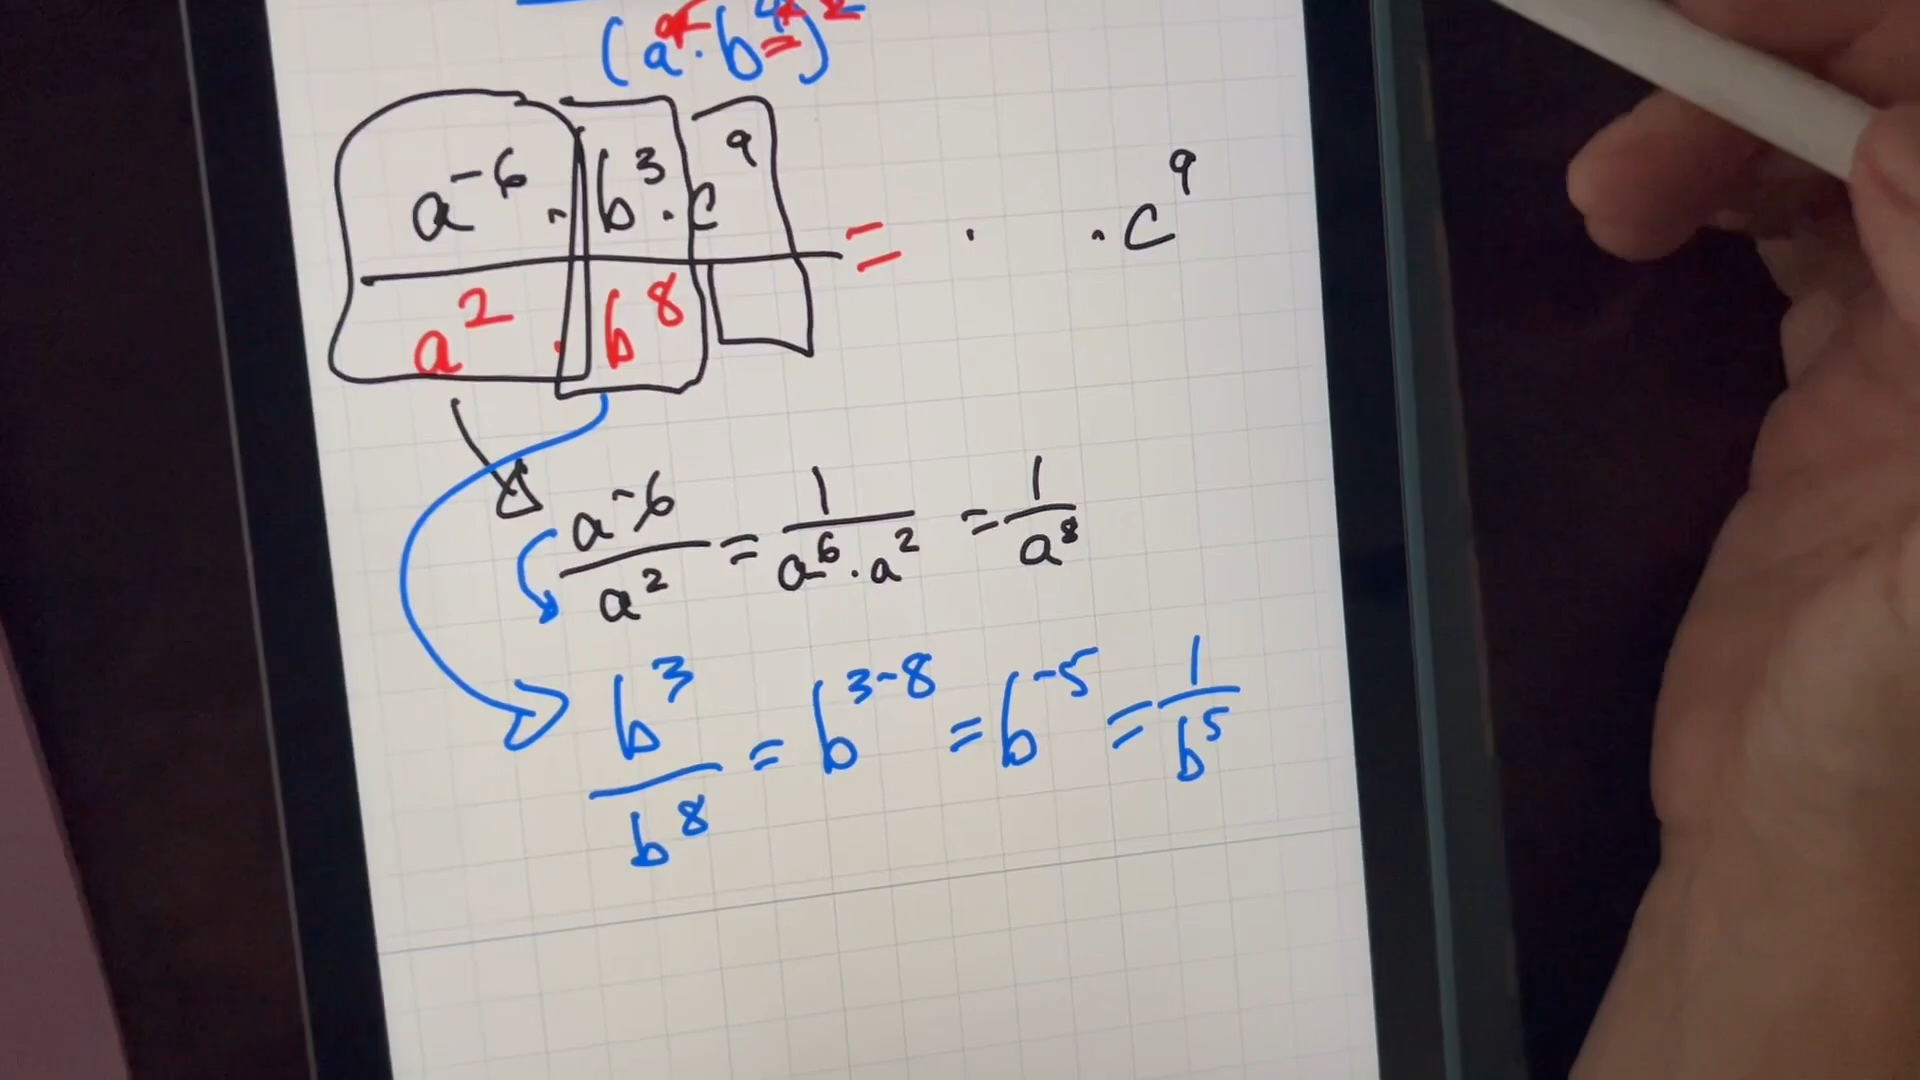 (a·b⁴)²
a⁻⁶ · b³ · c⁹ = · · c⁹
a² · b⁸
a⁻⁶ / a² = 1 / a⁶ · a² = 1 / a⁸
b³ / b⁸ = b³⁻⁸ = b⁻⁵ = 1 / b⁵